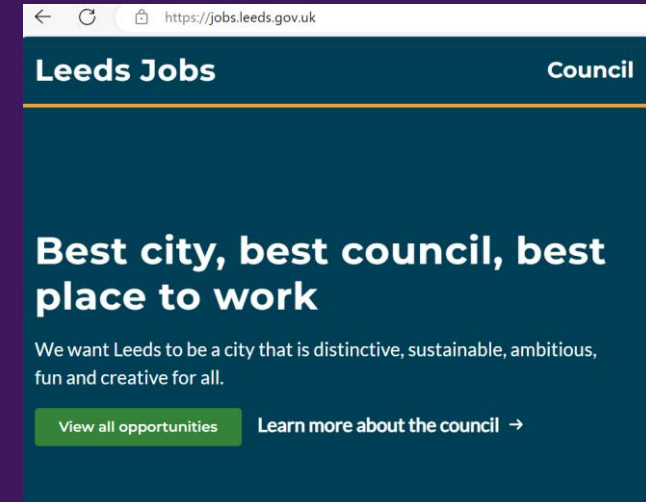 https://jobs.leeds.gov.uk
Leeds Jobs Council
Best city, best council, best
place to work
We want Leeds to be a city that is distinctive, sustainable, ambitious,
fun and creative for all.
View all opportunities Learn more about the council →